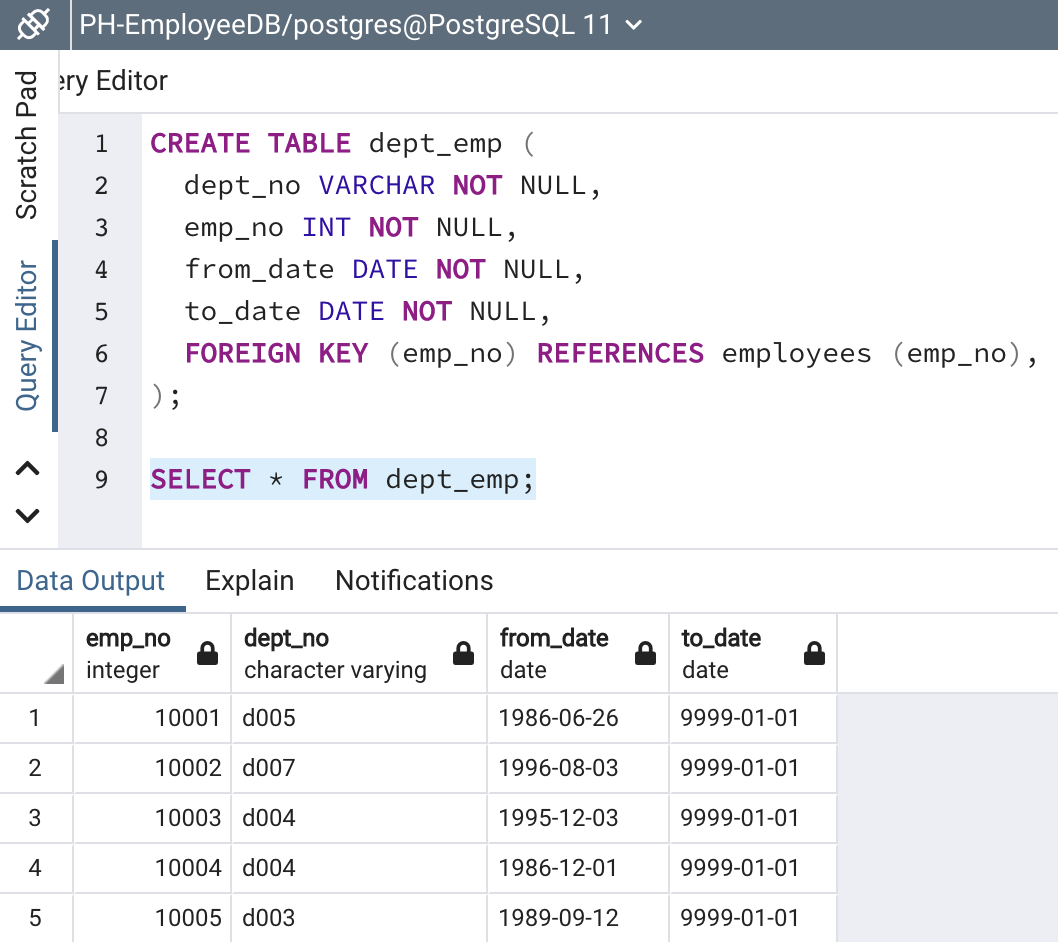 PH-EmployeeDB/postgres@PostgreSQL 11
Scratch Pad
Query Editor
ery Editor
1 CREATE TABLE dept_emp (
2 dept_no VARCHAR NOT NULL,
3 emp_no INT NOT NULL,
4 from_date DATE NOT NULL,
5 to_date DATE NOT NULL,
6 FOREIGN KEY (emp_no) REFERENCES employees (emp_no),
7 );
8
9 SELECT * FROM dept_emp;
Data Output Explain Notifications
emp_no dept_no from_date to_date
integer character varying date date
1 10001 d005 1986-06-26 9999-01-01
2 10002 d007 1996-08-03 9999-01-01
3 10003 d004 1995-12-03 9999-01-01
4 10004 d004 1986-12-01 9999-01-01
5 10005 d003 1989-09-12 9999-01-01